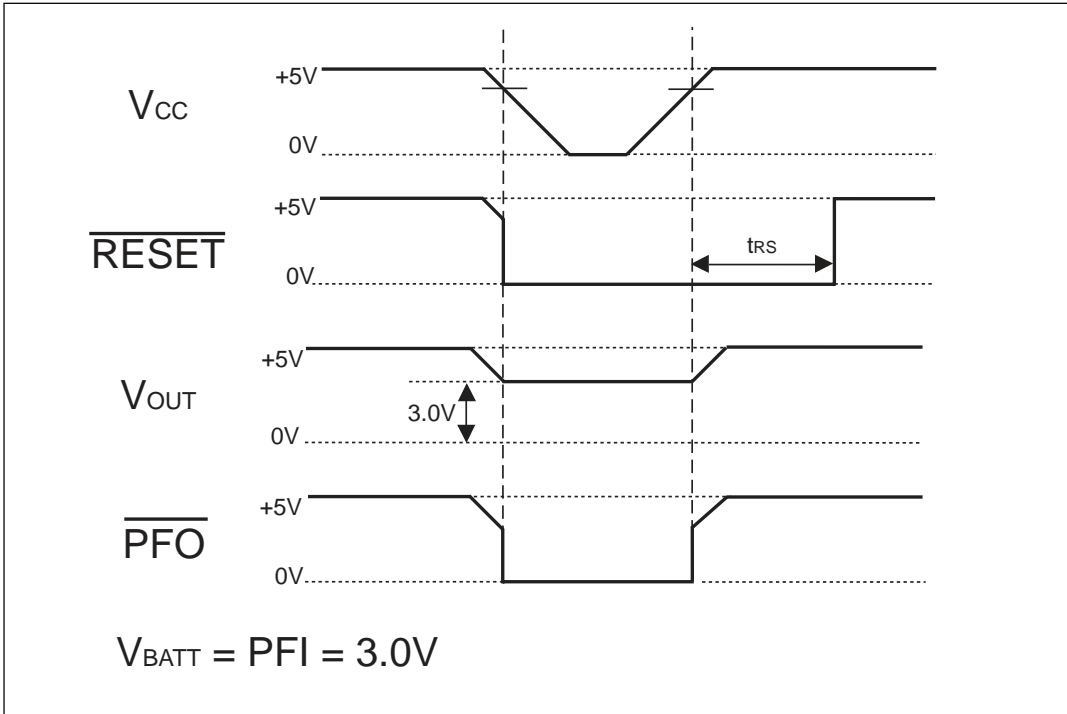 +5V
VCC
0V
+5V
RESET
tRS
0V
+5V
VOUT
3.0V
0V
+5V
PFO
0V
VBATT = PFI = 3.0V